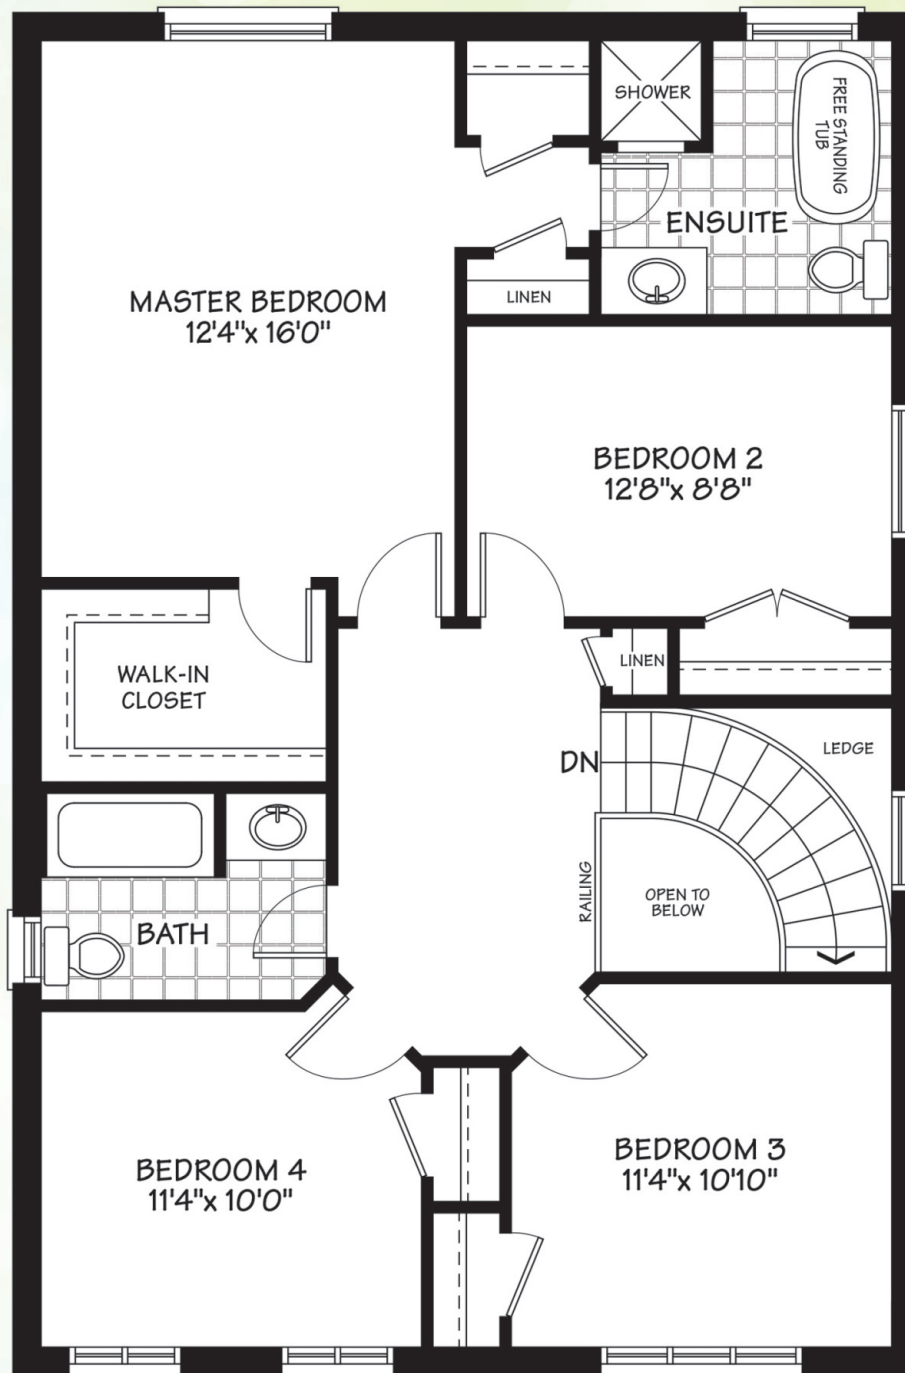 SHOWER
FREE STANDING
TUB
ENSUITE
LINEN
MASTER BEDROOM
12'4"x 16'0"
BEDROOM 2
12'8"x 8'8"
WALK-IN
CLOSET
LINEN
DN
LEDGE
RAILING
OPEN TO
BELOW
BATH
BEDROOM 4
11'4"x 10'0"
BEDROOM 3
11'4"x 10'10"